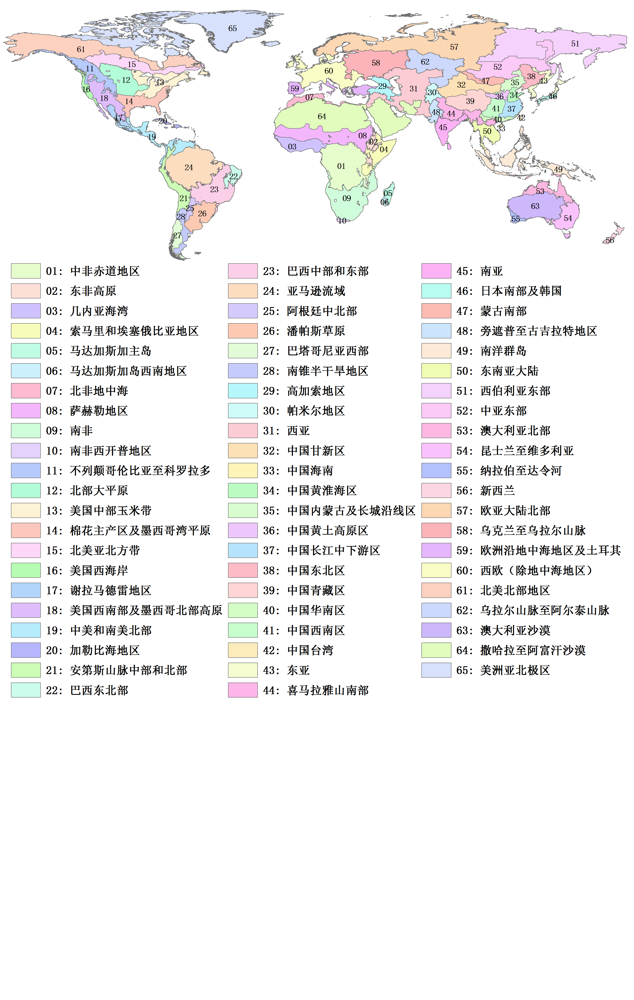 65
61
51
57
15
58
62
52
11
60
12
13
38
35
43
47
32
16
59
29
31
30
18
07
36
34
46
14
39
41
37
48
44
64
17
20
40
42
45
33
50
19
08
03
02
04
24
01
49
22
23
05
53
21
09
06
25
63
28
26
10
55
54
27
56
01: 中非赤道地区
02: 东非高原
03: 几内亚海湾
04: 索马里和埃塞俄比亚地区
05: 马达加斯加主岛
06: 马达加斯加岛西南地区
07: 北非地中海
08: 萨赫勒地区
09: 南非
10: 南非西开普地区
11: 不列颠哥伦比亚至科罗拉多
12: 北部大平原
13: 美国中部玉米带
14: 棉花主产区及墨西哥湾平原
15: 北美亚北方带
16: 美国西海岸
17: 谢拉马德雷地区
18: 美国西南部及墨西哥北部高原
19: 中美和南美北部
20: 加勒比海地区
21: 安第斯山脉中部和北部
22: 巴西东北部
23: 巴西中部和东部
24: 亚马逊流域
25: 阿根廷中北部
26: 潘帕斯草原
27: 巴塔哥尼亚西部
28: 南锥半干旱地区
29: 高加索地区
30: 帕米尔地区
31: 西亚
32: 中国甘新区
33: 中国海南
34: 中国黄淮海区
35: 中国内蒙古及长城沿线区
36: 中国黄土高原区
37: 中国长江中下游区
38: 中国东北区
39: 中国青藏区
40: 中国华南区
41: 中国西南区
42: 中国台湾
43: 东亚
44: 喜马拉雅山南部
45: 南亚
46: 日本南部及韩国
47: 蒙古南部
48: 旁遮普至古吉拉特地区
49: 南洋群岛
50: 东南亚大陆
51: 西伯利亚东部
52: 中亚东部
53: 澳大利亚北部
54: 昆士兰至维多利亚
55: 纳拉伯至达令河
56: 新西兰
57: 欧亚大陆北部
58: 乌克兰至乌拉尔山脉
59: 欧洲沿地中海地区及土耳其
60: 西欧（除地中海地区）
61: 北美北部地区
62: 乌拉尔山脉至阿尔泰山脉
63: 澳大利亚沙漠
64: 撒哈拉至阿富汗沙漠
65: 美洲亚北极区